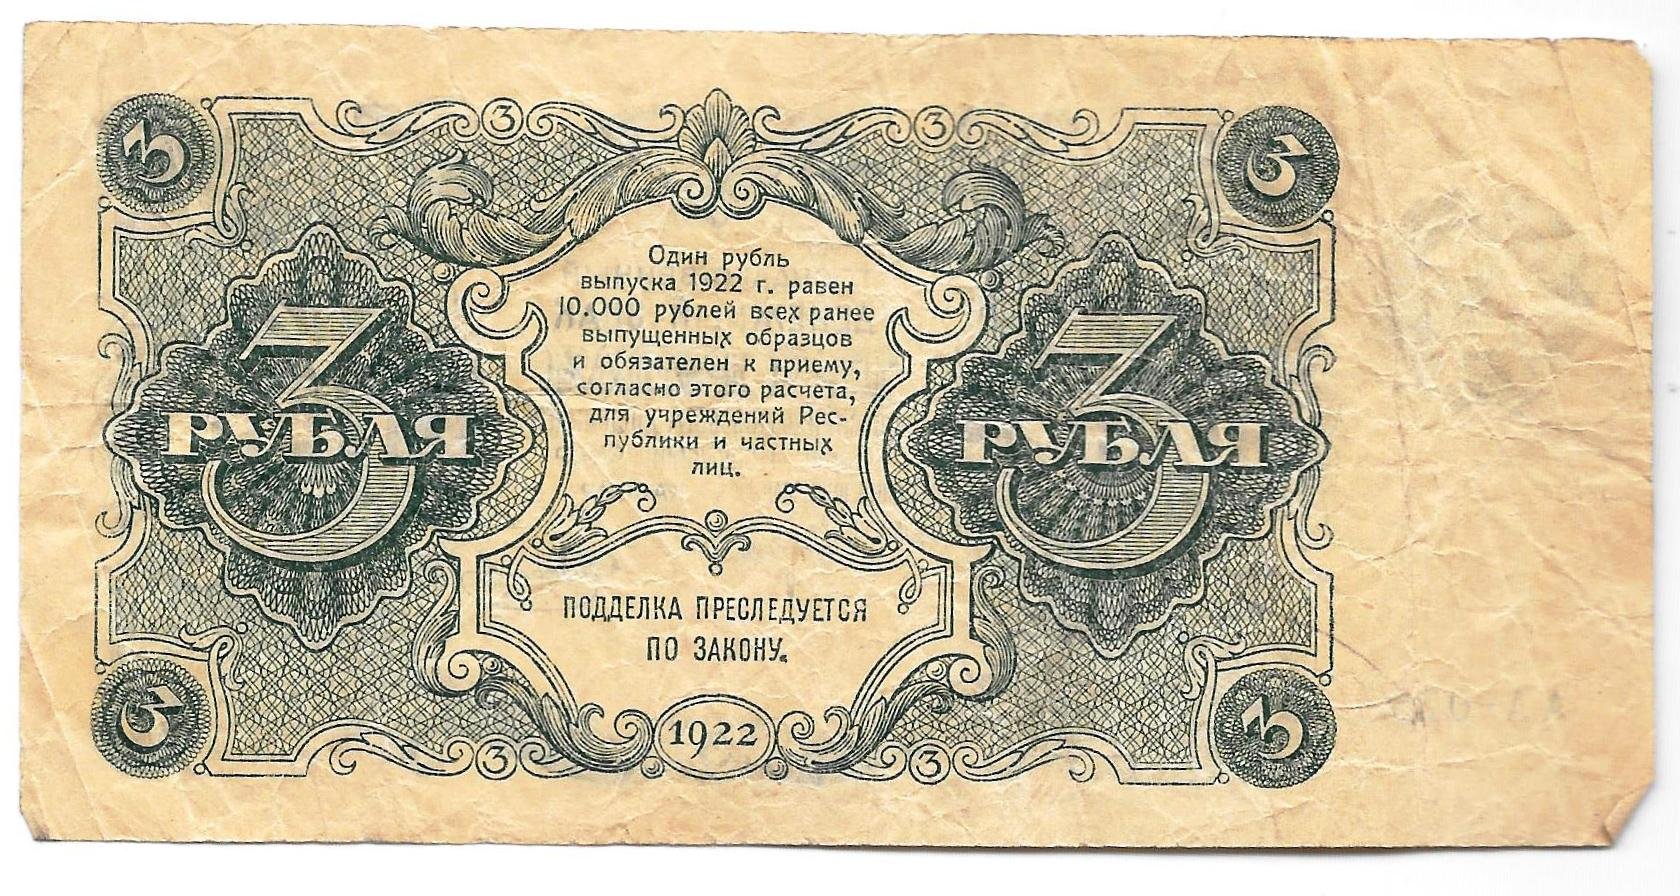 3 3 3 3
Один рубль
выпуска 1922 г. равен
10.000 рублей всех ранее
выпущенных образцов
и обязателен к приему,
согласно этого расчета,
для учреждений Рес-
публики и частных
лиц.
3 РУБЛЯ 3 РУБЛЯ
ПОДДЕЛКА ПРЕСЛЕДУЕТСЯ
ПО ЗАКОНУ.
1922
3 3 3 3